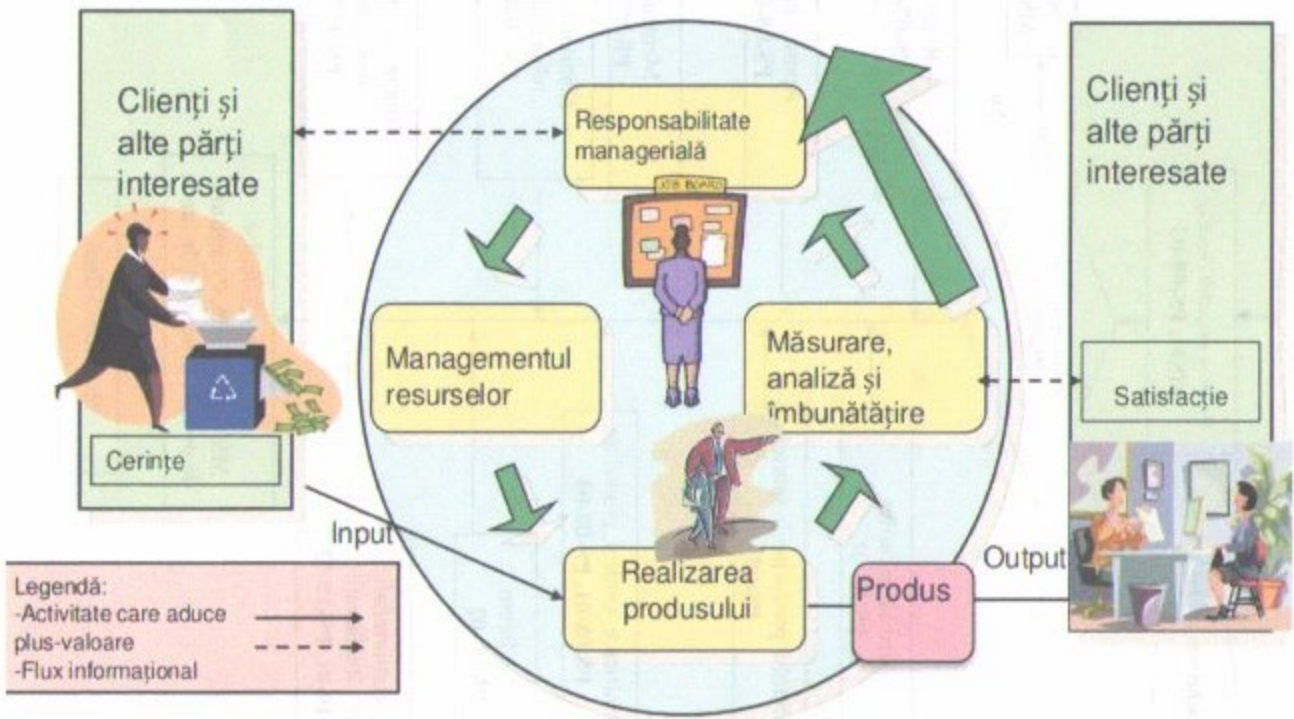 Clienți și
alte părți
interesate
Cerințe
Responsabilitate
managerială
JOB BOARD
Managementul
resurselor
Măsurare,
analiză și
îmbunătățire
Realizarea
produsului
Produs
Input
Output
Clienți și
alte părți
interesate
Satisfacție
Legendă:
-Activitate care aduce
plus-valoare
-Flux informațional